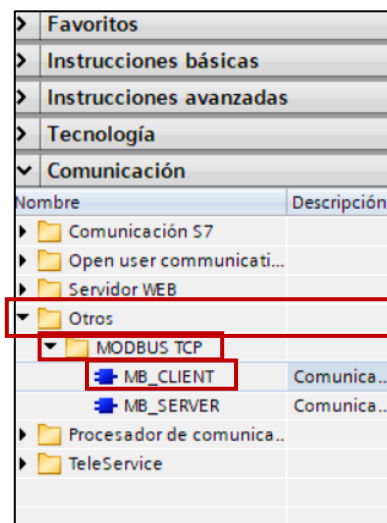 Favoritos
Instrucciones básicas
Instrucciones avanzadas
Tecnología
Comunicación
Nombre Descripción
Comunicación S7
Open user communicati...
Servidor WEB
Otros
MODBUS TCP
MB_CLIENT Comunica..
MB_SERVER Comunica..
Procesador de comunica..
TeleService